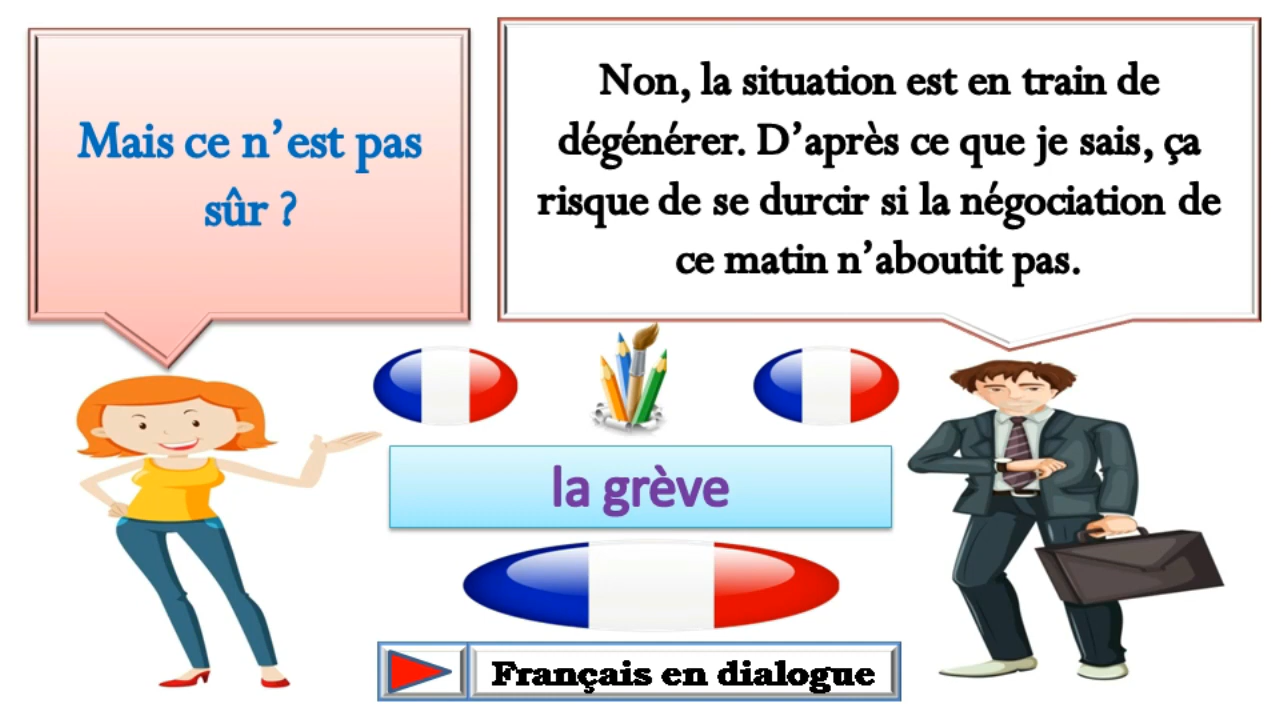 Mais ce n’est pas
sûr ?
Non, la situation est en train de
dégénérer. D’après ce que je sais, ça
risque de se durcir si la négociation de
ce matin n’aboutit pas.
la grève
Français en dialogue